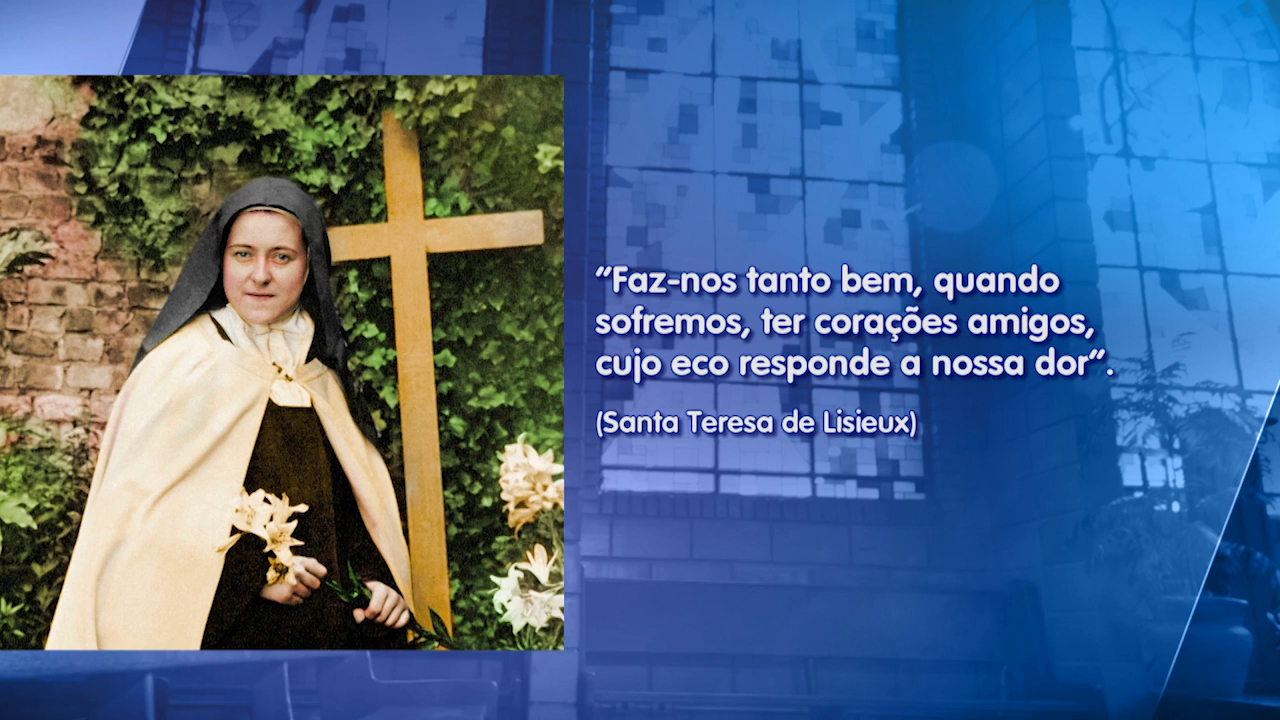 “Faz-nos tanto bem, quando
sofremos, ter corações amigos,
cujo eco responde a nossa dor”.
(Santa Teresa de Lisieux)